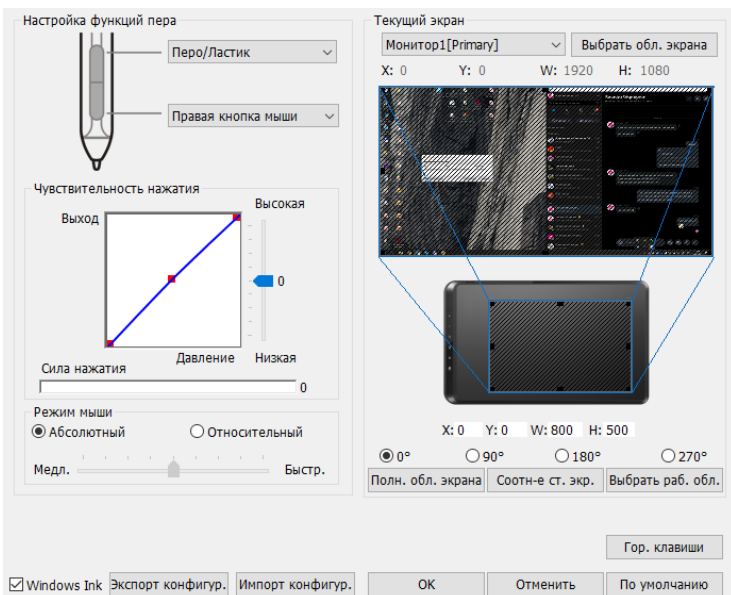 Настройка функций пера
Перо/Ластик
Правая кнопка мыши
Чувствительность нажатия
Высокая
Выход
0
Давление
Низкая
Сила нажатия
0
Режим мыши
Абсолютный
Относительный
Медл.
Быстр.
Текущий экран
Монитор1[Primary]
Выбрать обл. экрана
X: 0 Y: 0 W: 1920 H: 1080
X: 0 Y: 0 W: 800 H: 500
0° 90° 180° 270°
Полн. обл. экрана Соотн-е ст. экр. Выбрать раб. обл.
Гор. клавиши
Windows Ink Экспорт конфигур. Импорт конфигур. OK Отменить По умолчанию